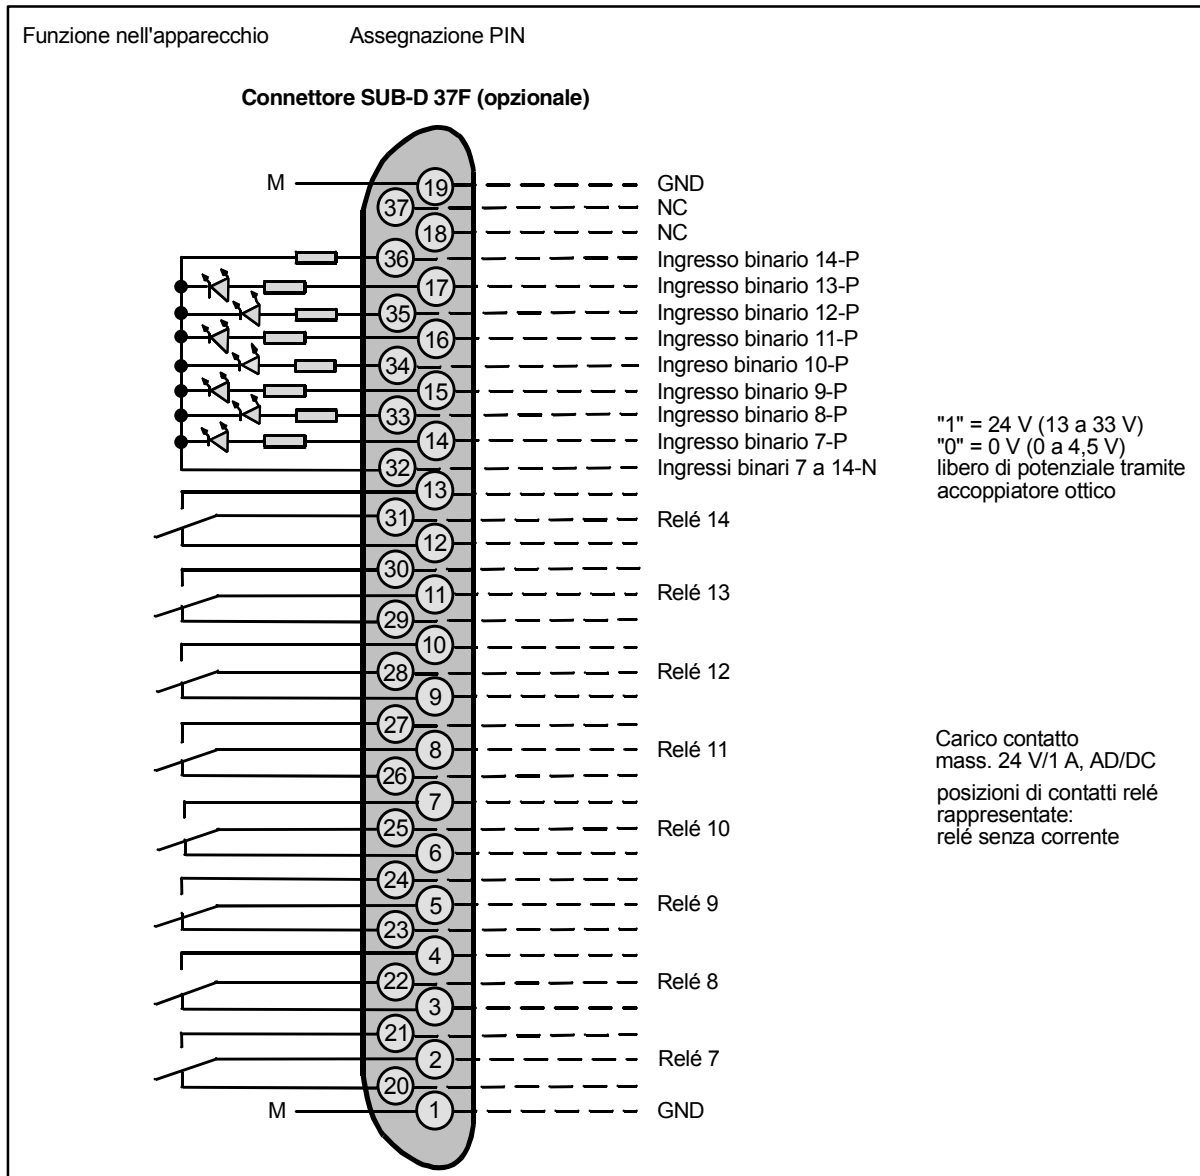 Funzione nell'apparecchio Assegnazione PIN
Connettore SUB-D 37F (opzionale)
M 19 GND
37 NC
18 NC
36 Ingresso binario 14-P
17 Ingresso binario 13-P
35 Ingresso binario 12-P
16 Ingresso binario 11-P
34 Ingreso binario 10-P
15 Ingresso binario 9-P
33 Ingresso binario 8-P
14 Ingresso binario 7-P
32 Ingressi binari 7 a 14-N
"1" = 24 V (13 a 33 V)
"0" = 0 V (0 a 4,5 V)
libero di potenziale tramite
accoppiatore ottico
13
31 Relé 14
12
30
11 Relé 13
29
10
28 Relé 12
9
27
8 Relé 11
26
Carico contatto
mass. 24 V/1 A, AD/DC
posizioni di contatti relé
rappresentate:
relé senza corrente
7
25 Relé 10
6
24
5 Relé 9
23
4
22 Relé 8
3
21
2 Relé 7
20
M 1 GND